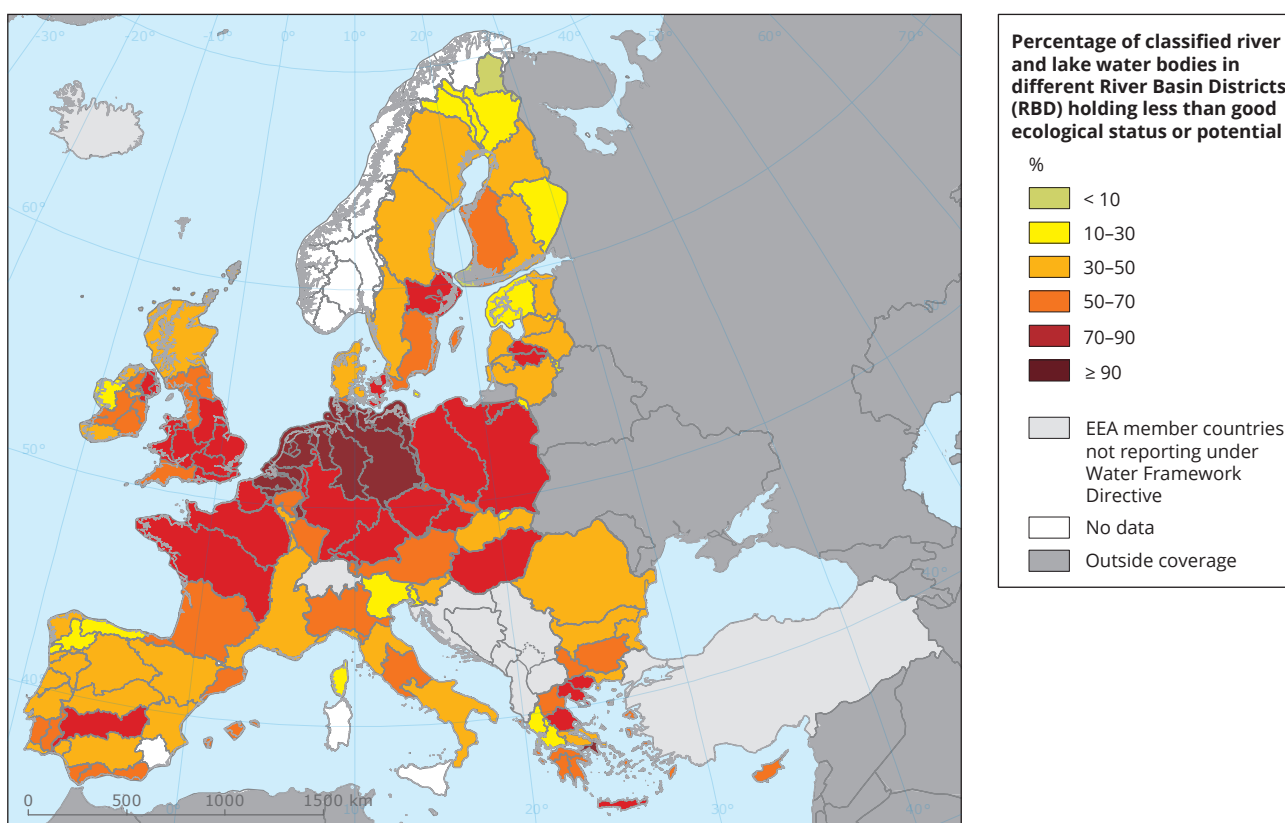 -30°
-20°
-10°
0°
10°
20°
30°
40°
50°
60°
70°
60°
50°
40°
40°
0 500 1000 1500 km
0°
10°
20°
30°
40°
Percentage of classified river
and lake water bodies in
different River Basin Districts
(RBD) holding less than good
ecological status or potential
%
< 10
10–30
30–50
50–70
70–90
≥ 90
EEA member countries
not reporting under
Water Framework
Directive
No data
Outside coverage